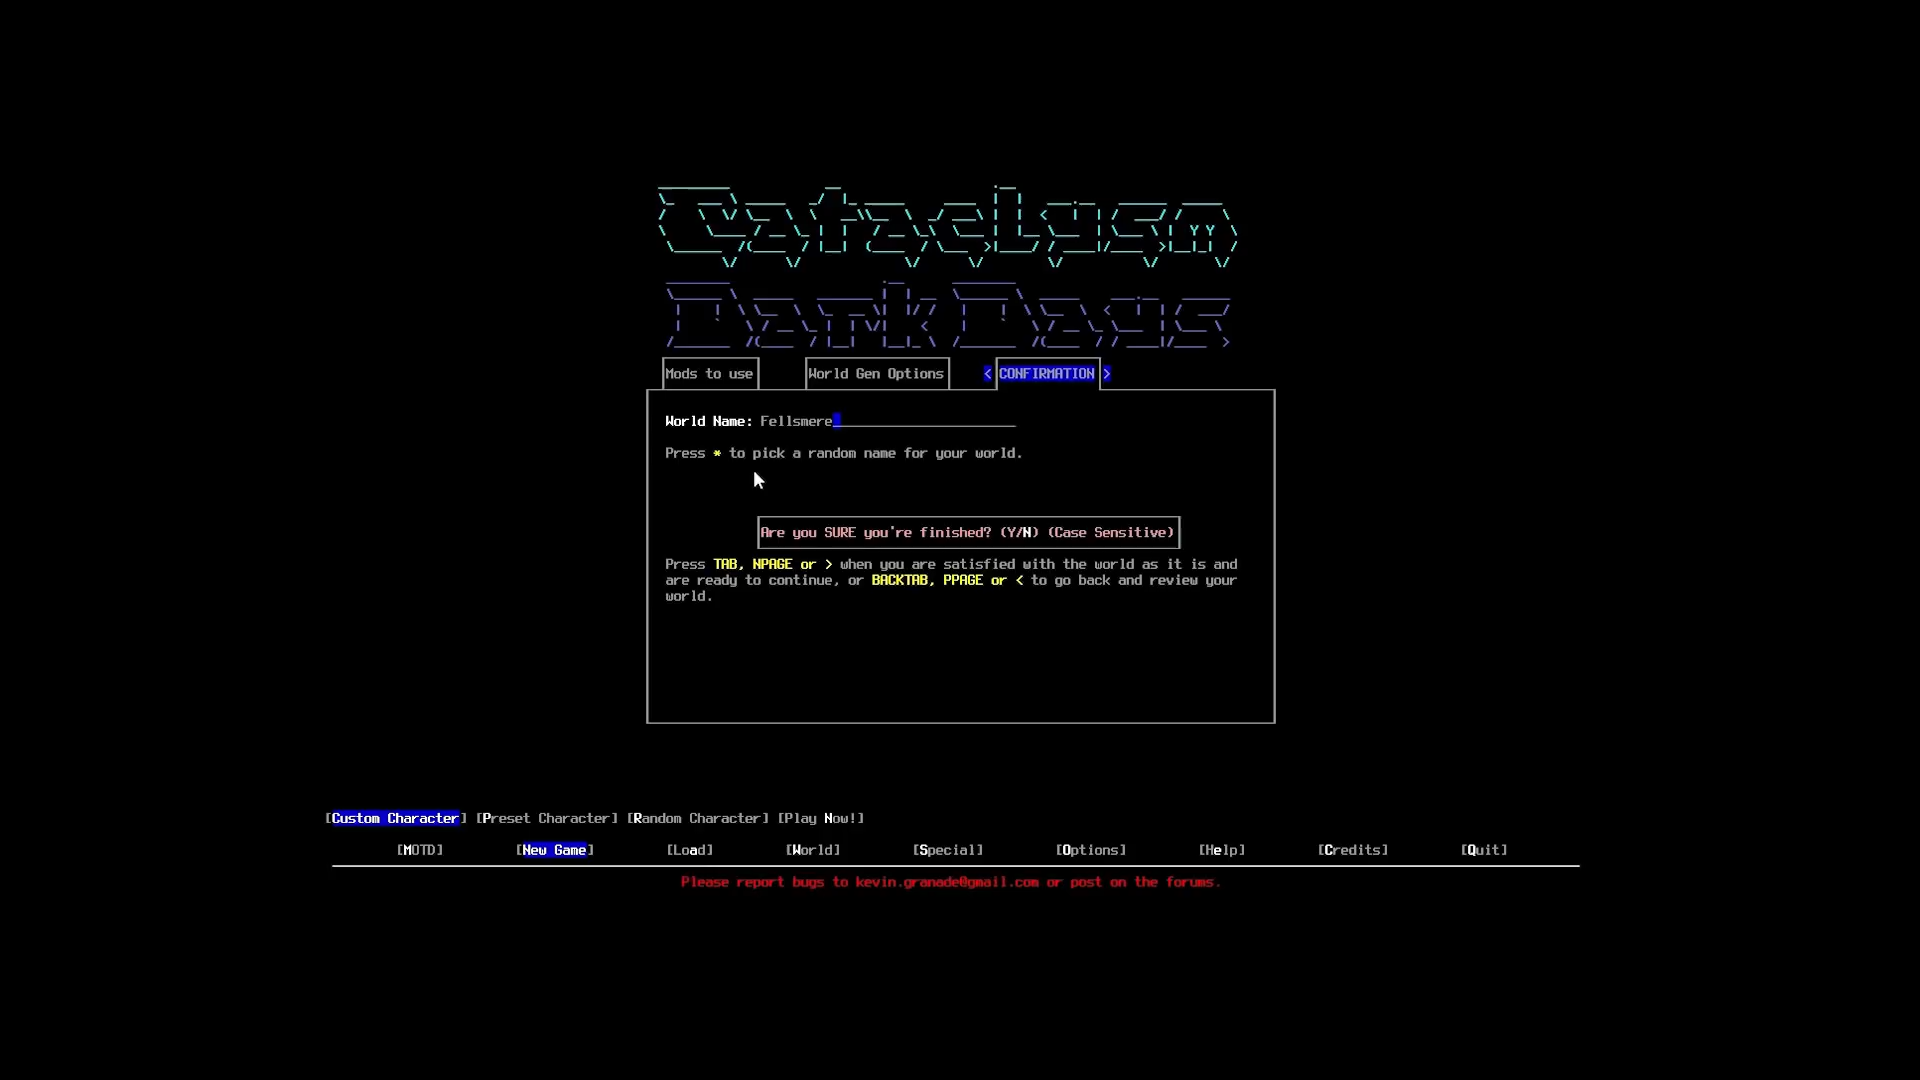 Cataclysm
Dark Days
Mods to use World Gen Options < CONFIRMATION >
World Name: Fellsmere_______________________
Press * to pick a random name for your world.
Are you SURE you're finished? (Y/N) (Case Sensitive)
Press TAB, NPAGE or > when you are satisfied with the world as it is and
are ready to continue, or BACKTAB, PPAGE or < to go back and review your
world.
[Custom Character] [Preset Character] [Random Character] [Play Now!]
[MOTD] [New Game] [Load] [World] [Special] [Options] [Help] [Credits] [Quit]
Please report bugs to kevin.granade@gmail.com or post on the forums.